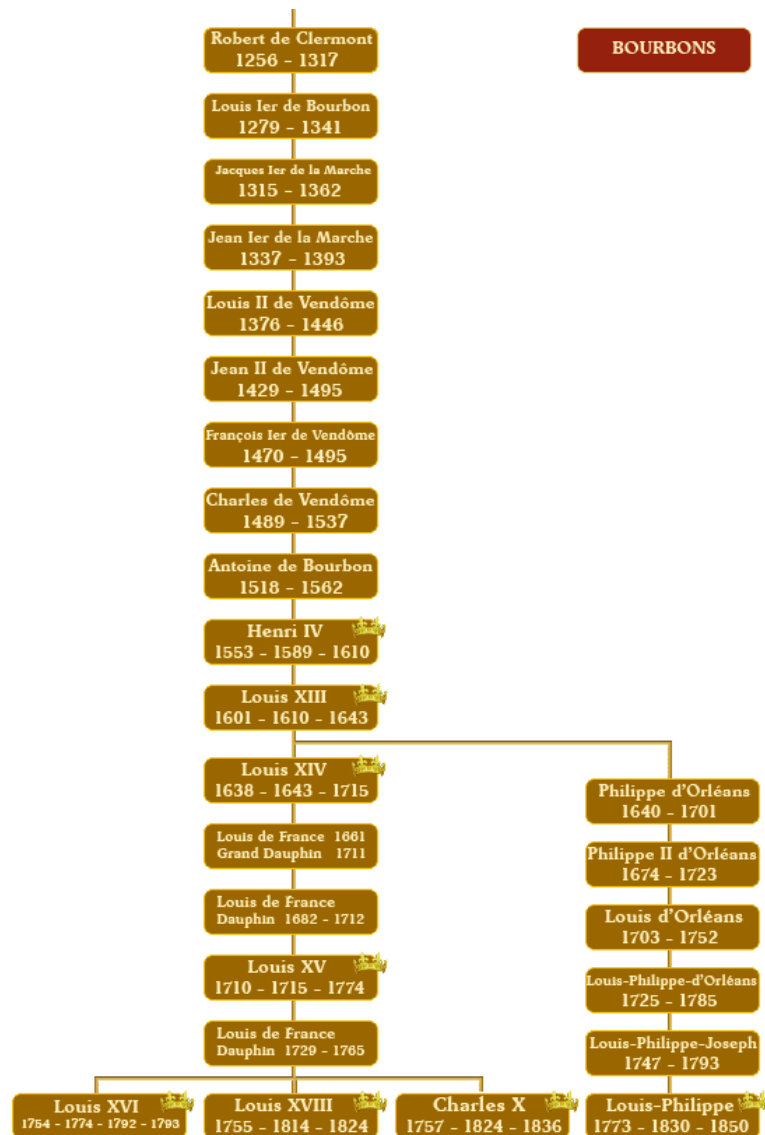 Robert de Clermont
1256 - 1317
BOURBONS
Louis Ier de Bourbon
1279 - 1341
Jacques Ier de la Marche
1315 - 1362
Jean Ier de la Marche
1337 - 1393
Louis II de Vendôme
1376 - 1446
Jean II de Vendôme
1429 - 1495
François Ier de Vendôme
1470 - 1495
Charles de Vendôme
1489 - 1537
Antoine de Bourbon
1518 - 1562
Henri IV
1553 - 1589 - 1610
Louis XIII
1601 - 1610 - 1643
Louis XIV
1638 - 1643 - 1715
Philippe d'Orléans
1640 - 1701
Louis de France 1661
Grand Dauphin 1711
Philippe II d'Orléans
1674 - 1723
Louis de France
Dauphin 1682 - 1712
Louis d'Orléans
1703 - 1752
Louis XV
1710 - 1715 - 1774
Louis-Philippe-d'Orléans
1725 - 1785
Louis de France
Dauphin 1729 - 1765
Louis-Philippe-Joseph
1747 - 1793
Louis XVI
1754 - 1774 - 1792 - 1793
Louis XVIII
1755 - 1814 - 1824
Charles X
1757 - 1824 - 1836
Louis-Philippe
1773 - 1830 - 1850